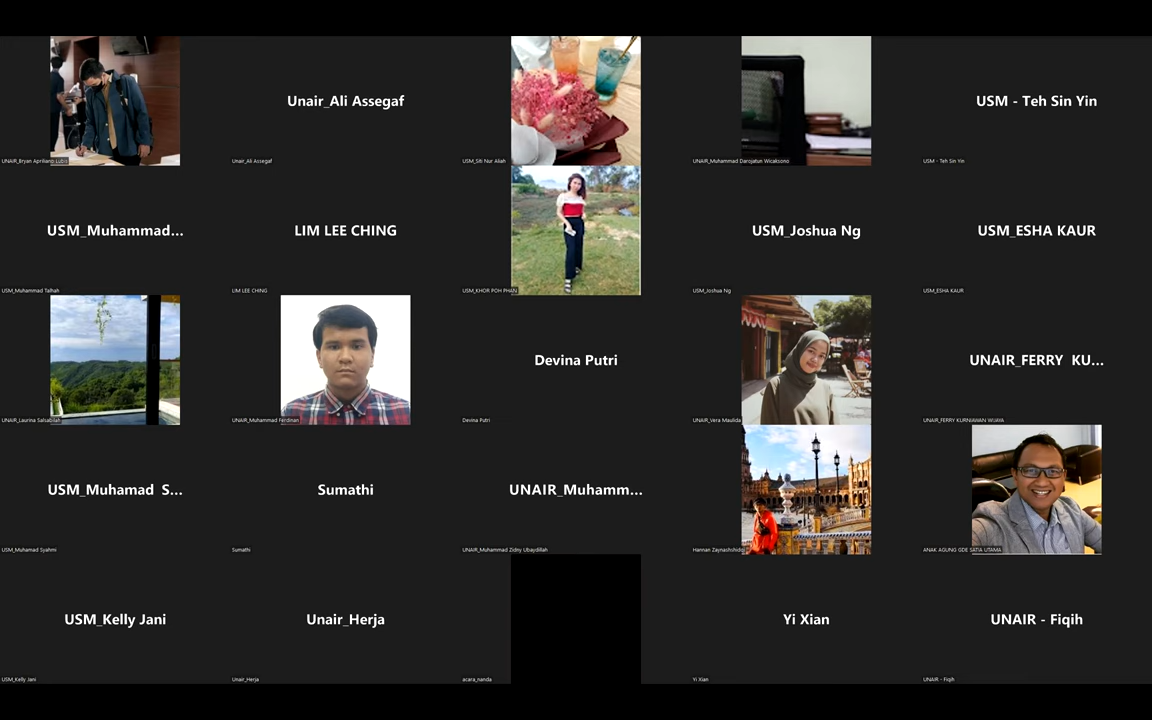 Unair_Ali Assegaf
USM - Teh Sin Yin
UNAIR_Bryan Apriliano Lubis
Unair_Ali Assegaf
USM_Siti Nur Aliah
UNAIR_Muhammad Darojatun Wicaksono
USM - Teh Sin Yin
USM_Muhammad...
LIM LEE CHING
USM_Joshua Ng
USM_ESHA KAUR
USM_Muhammad Talhah
LIM LEE CHING
USM_KHOR POH PHAN
USM_Joshua Ng
USM_ESHA KAUR
Devina Putri
UNAIR_FERRY KU...
UNAIR_Laurina Salsabilah
UNAIR_Muhammad Ferdinan
Devina Putri
UNAIR_Vera Maulida
UNAIR_FERRY KURNIAWAN WIJAYA
USM_Muhamad S...
Sumathi
UNAIR_Muhamm...
USM_Muhamad Syahmi
Sumathi
UNAIR_Muhammad Zidny Ubaydillah
Hannan Zaynashshidqi
ANAK AGUNG GDE SATIA UTAMA
USM_Kelly Jani
Unair_Herja
Yi Xian
UNAIR - Fiqih
USM_Kelly Jani
Unair_Herja
acara_nanda
Yi Xian
UNAIR - Fiqih